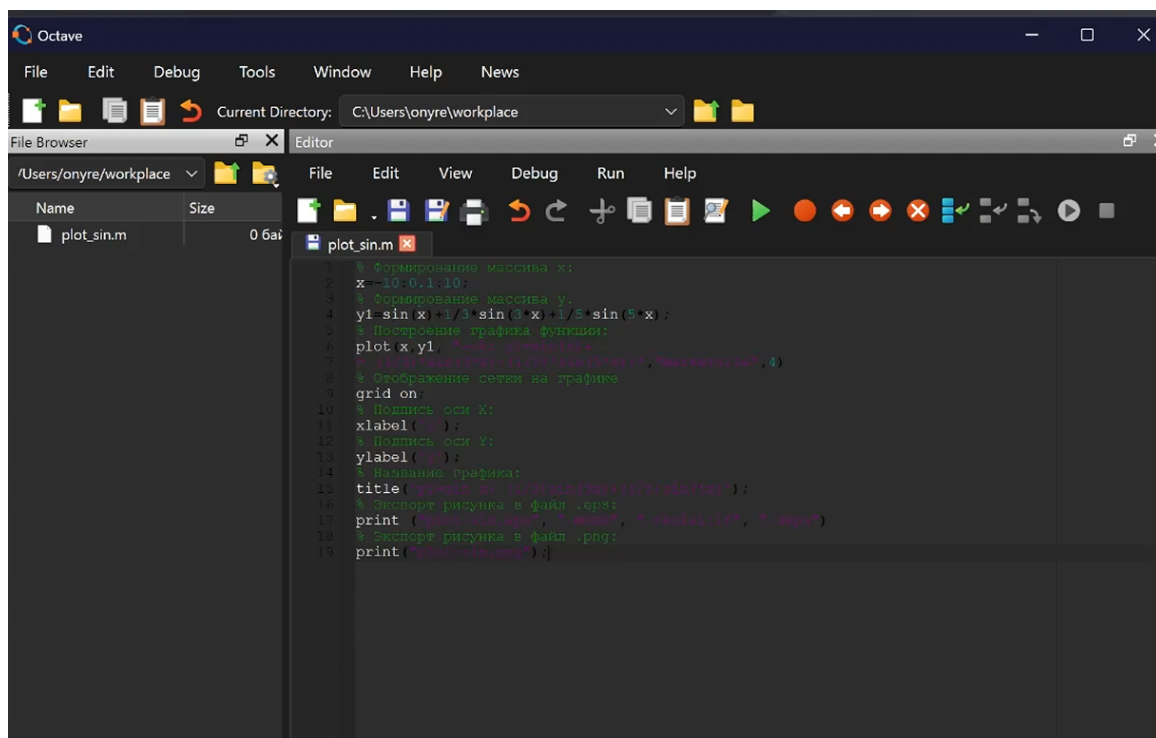 Octave
File Edit Debug Tools Window Help News
Current Directory: C:\Users\onyre\workplace
File Browser
Editor
/Users/onyre/workplace
File Edit View Debug Run Help
Name Size
plot_sin.m 0 бай
plot_sin.m
1 % Формирование массива x:
2 x=-10:0.1:10;
3 % Формирование массива y.
4 y1=sin(x)+1/3*sin(3*x)+1/5*sin(5*x);
5 % Построение графика функции:
6 plot(x,y1,
7 ,4)
8 % Отображение сетки на графике
9 grid on;
10 % Подпись оси X:
11 xlabel( );
12 % Подпись оси Y:
13 ylabel( );
14 % Название графика:
15 title( );
16 % Экспорт рисунка в файл .eps:
17 print ( , , , )
18 % Экспорт рисунка в файл .png:
19 print( );